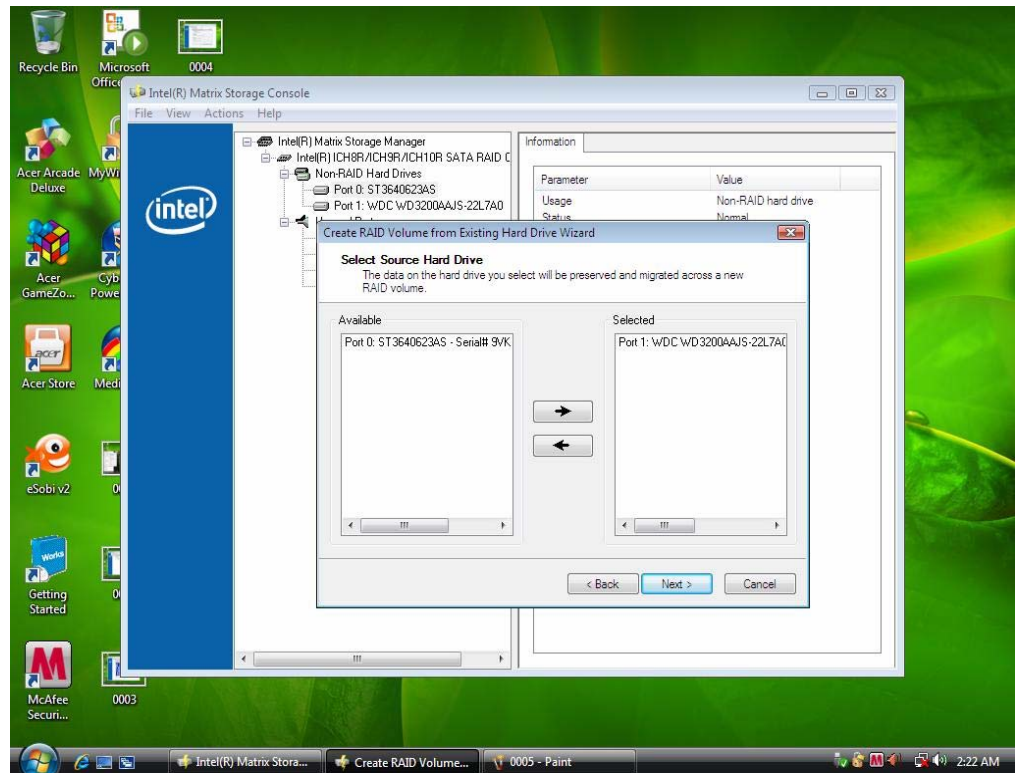 Recycle Bin
Microsoft
Office
0004
Acer Arcade
Deluxe
MyWi
Acer
GameZo...
Cyb
Powe
Acer Store
Medi
eSobi v2
Getting
Started
McAfee
Securi...
0003
Intel(R) Matrix Storage Console
File View Actions Help
intel
Intel(R) Matrix Storage Manager
Intel(R) ICH8R/ICH9R/ICH10R SATA RAID C
Non-RAID Hard Drives
Port 0: ST3640623AS
Port 1: WDC WD3200AAJS-22L7A0
Information
Parameter Value
Usage Non-RAID hard drive
Status Normal
Create RAID Volume from Existing Hard Drive Wizard
Select Source Hard Drive
The data on the hard drive you select will be preserved and migrated across a new
RAID volume.
Available
Port 0: ST3640623AS - Serial# 9VK
Selected
Port 1: WDC WD3200AAJS-22L7A0
< Back Next > Cancel
Intel(R) Matrix Stora... Create RAID Volume... 0005 - Paint 2:22 AM